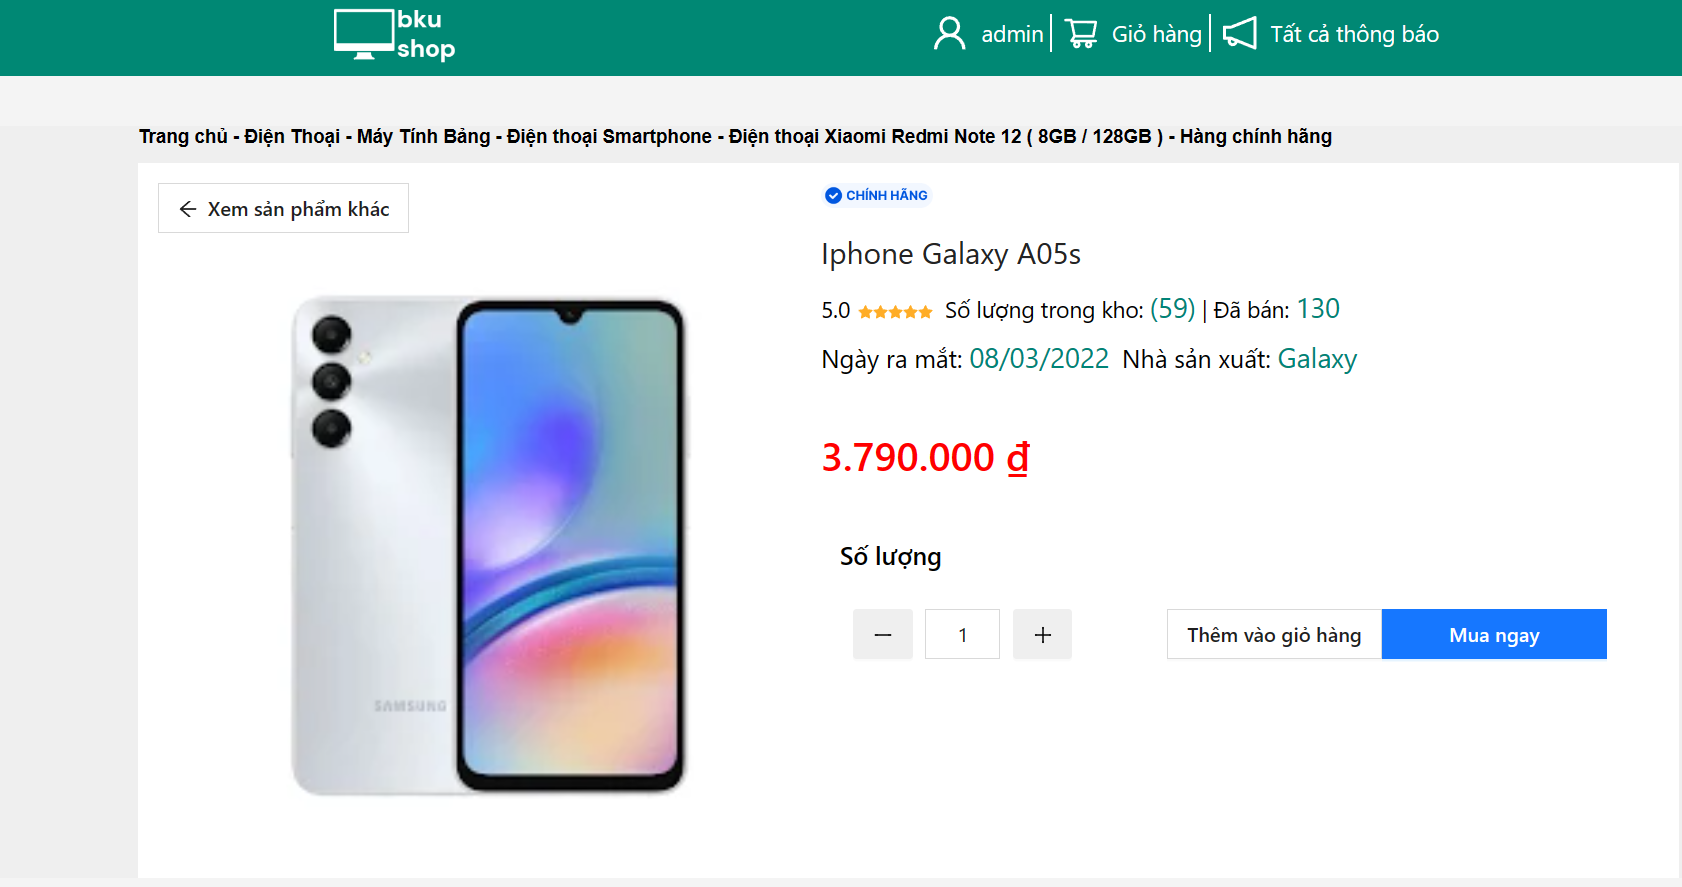 bku
shop
admin
Giỏ hàng
Tất cả thông báo
Trang chủ - Điện Thoại - Máy Tính Bảng - Điện thoại Smartphone - Điện thoại Xiaomi Redmi Note 12 ( 8GB / 128GB ) - Hàng chính hãng
Xem sản phẩm khác
SAMSUNG
CHÍNH HÃNG
Iphone Galaxy A05s
5.0 Số lượng trong kho: (59) | Đã bán: 130
Ngày ra mắt: 08/03/2022 Nhà sản xuất: Galaxy
3.790.000 ₫
Số lượng
1
Thêm vào giỏ hàng
Mua ngay